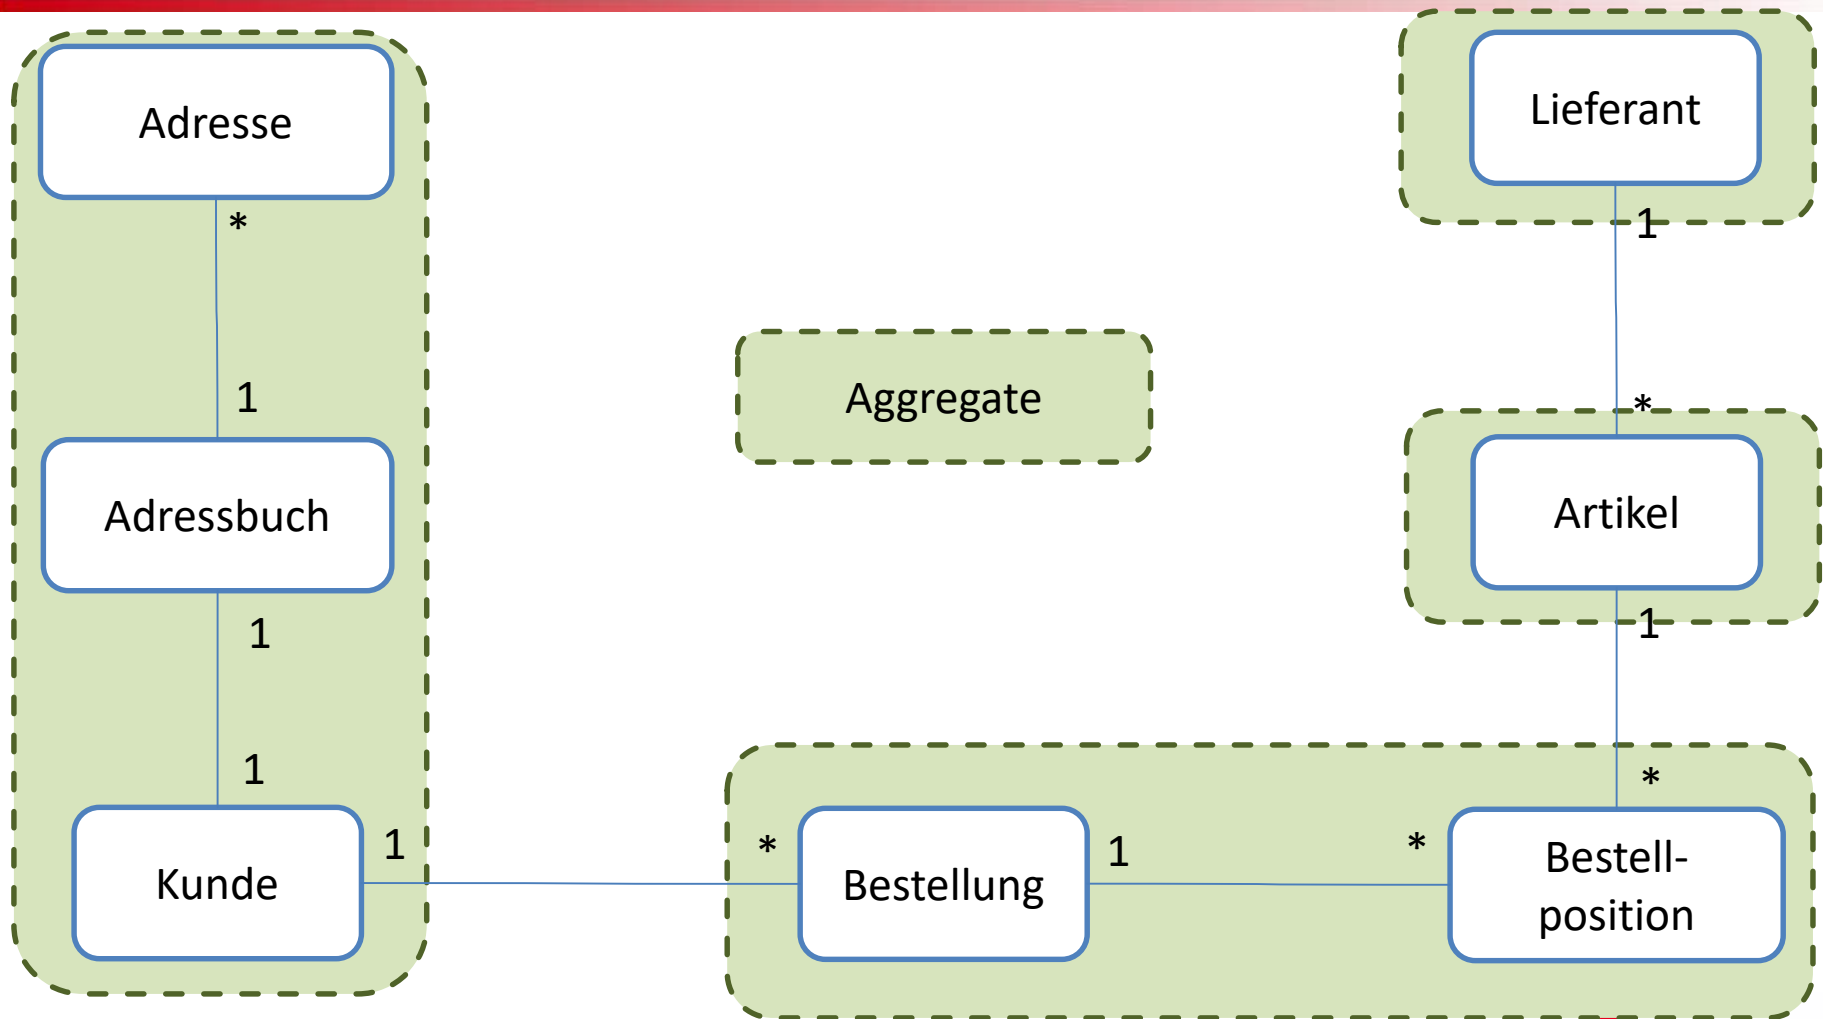 Adresse
*
1
Adressbuch
1
1
Kunde
1
*
Bestellung
1
*
Bestell-
position
*
1
Artikel
*
1
Lieferant
Aggregate